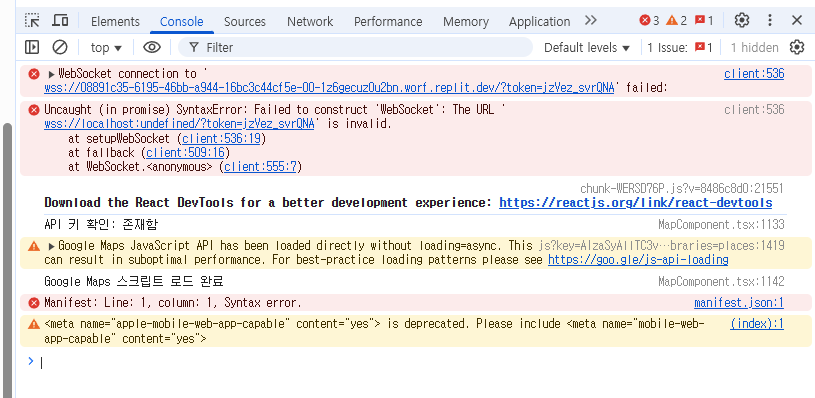 Elements Console Sources Network Performance Memory Application 3 2 1
top Filter Default levels 1 Issue: 1 1 hidden
WebSocket connection to ' client:536
wss://08891c35-6195-46bb-a944-16bc3c44cf5e-00-1z6gecuz0u2bn.worf.replit.dev/?token=jzVez_svrQNA' failed:
Uncaught (in promise) SyntaxError: Failed to construct 'WebSocket': The URL ' client:536
wss://localhost:undefined/?token=jzVez_svrQNA' is invalid.
at setupWebSocket (client:536:19)
at fallback (client:509:16)
at WebSocket.<anonymous> (client:555:7)
chunk-WERSD76P.js?v=8486c8d0:21551
Download the React DevTools for a better development experience: https://reactjs.org/link/react-devtools
API 키 확인: 존재함 MapComponent.tsx:1133
Google Maps JavaScript API has been loaded directly without loading=async. This js?key=AIzaSyAllTC3v…braries=places:1419
can result in suboptimal performance. For best-practice loading patterns please see https://goo.gle/js-api-loading
Google Maps 스크립트 로드 완료 MapComponent.tsx:1142
Manifest: Line: 1, column: 1, Syntax error. manifest.json:1
<meta name="apple-mobile-web-app-capable" content="yes"> is deprecated. Please include <meta name="mobile-web- (index):1
app-capable" content="yes">